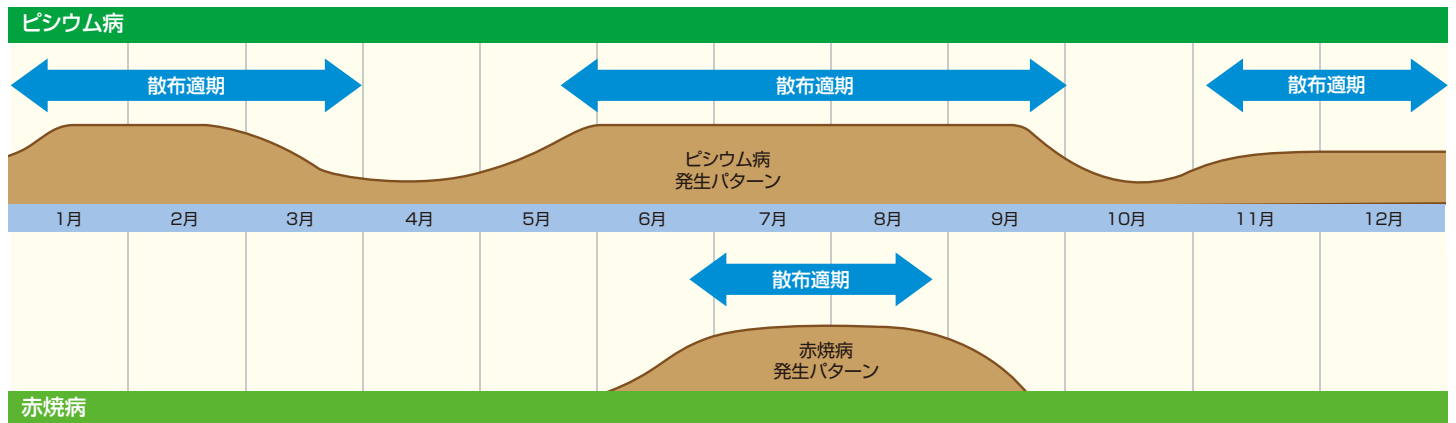 ピシウム病
散布適期
散布適期
散布適期
ピシウム病
発生パターン
1月 2月 3月 4月 5月 6月 7月 8月 9月 10月 11月 12月
散布適期
赤焼病
発生パターン
赤焼病